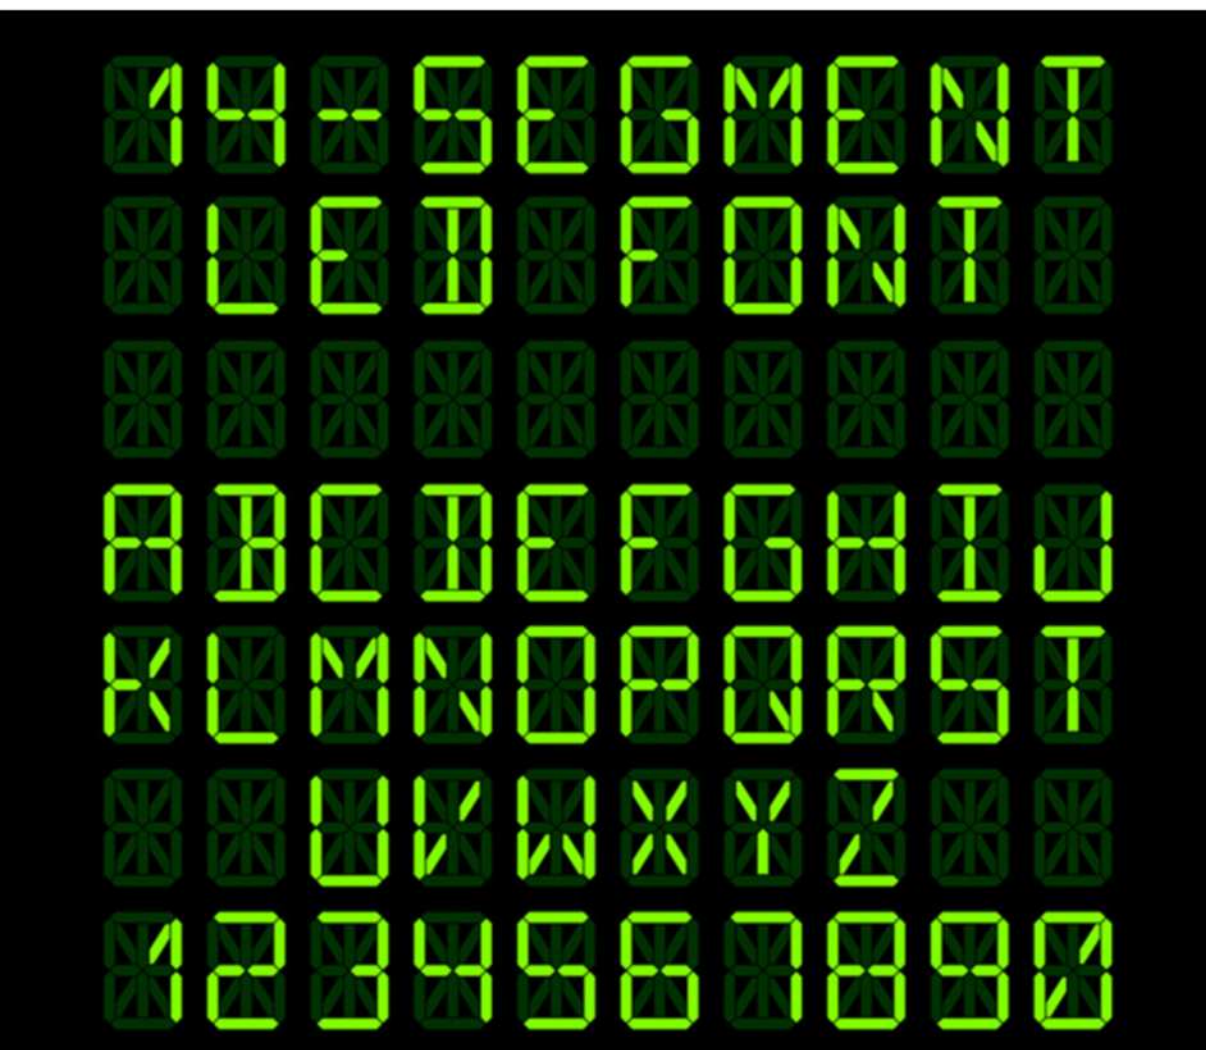 14-SEGMENT
LED FONT
ABCDEFGHIJ
KLMNOPQRST
UVWXYZ
1234567890